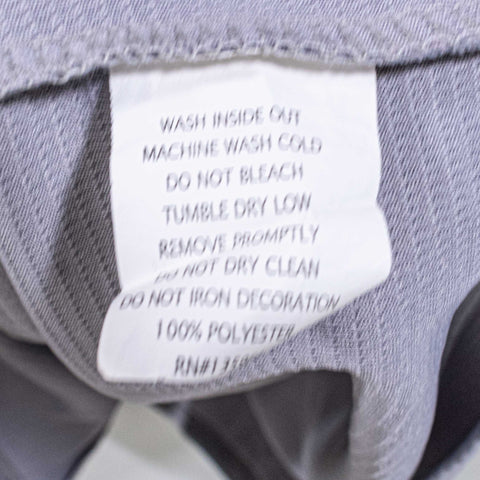 WASH INSIDE OUT
MACHINE WASH COLD
DO NOT BLEACH
TUMBLE DRY LOW
REMOVE PROMPTLY
DO NOT DRY CLEAN
DO NOT IRON DECORATION
100% POLYESTER